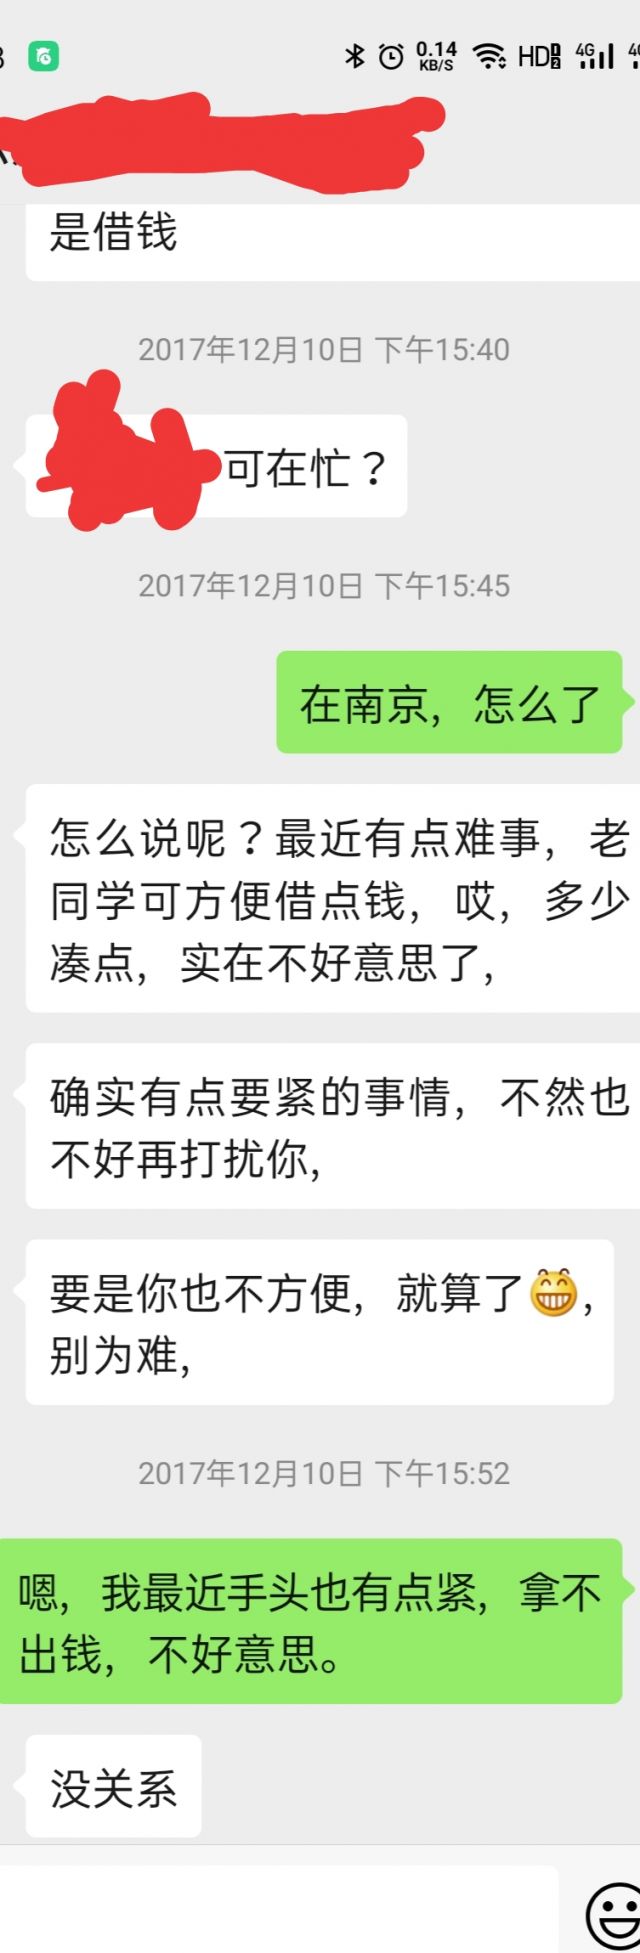 0.14
KB/S
HD
4G
是借钱
2017年12月10日 下午15:40
可在忙？
2017年12月10日 下午15:45
在南京，怎么了
怎么说呢？最近有点难事，老
同学可方便借点钱，哎，多少
凑点，实在不好意思了，
确实有点要紧的事情，不然也
不好再打扰你，
要是你也不方便，就算了😁，
别为难，
2017年12月10日 下午15:52
嗯，我最近手头也有点紧，拿不
出钱，不好意思。
没关系